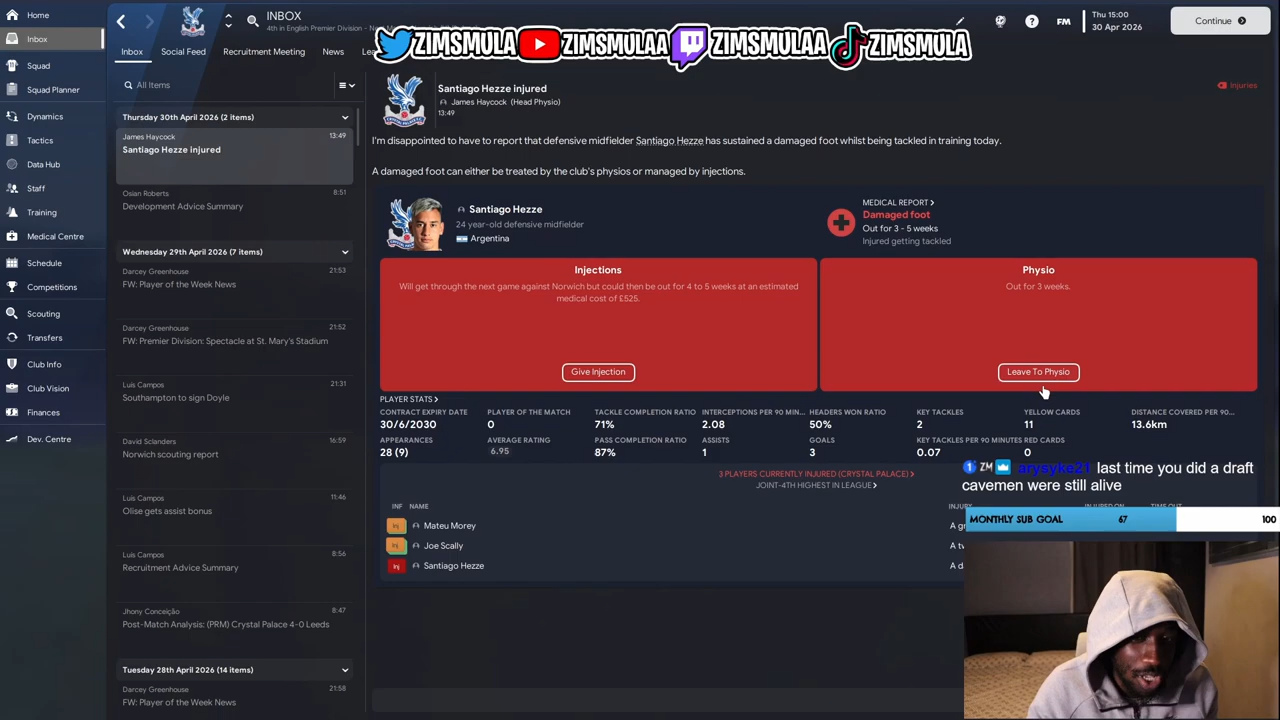 Home
Inbox
Squad
Squad Planner
Dynamics
Tactics
Data Hub
Staff
Training
Medical Centre
Schedule
Competitions
Scouting
Transfers
Club Info
Club Vision
Finances
Dev. Centre
INBOX
4th in English Premier Division
ZIMSMULA
ZIMSMULAA
ZIMSMULAA
ZIMSMULA
FM
Thu 15:00
30 Apr 2026
Continue
Inbox
Social Feed
Recruitment Meeting
News
All Items
Thursday 30th April 2026 (2 items)
James Haycock 13:49
Santiago Hezze injured
Osian Roberts 8:51
Development Advice Summary
Wednesday 29th April 2026 (7 items)
Darcey Greenhouse 21:53
FW: Player of the Week News
Darcey Greenhouse 21:52
FW: Premier Division: Spectacle at St. Mary's Stadium
Luis Campos 21:31
Southampton to sign Doyle
David Sclanders 16:59
Norwich scouting report
Luis Campos 11:46
Olise gets assist bonus
Luis Campos 8:56
Recruitment Advice Summary
Jhony Conceição 8:47
Post-Match Analysis: (PRM) Crystal Palace 4-0 Leeds
Tuesday 28th April 2026 (14 items)
Darcey Greenhouse 21:58
FW: Player of the Week News
Santiago Hezze injured
James Haycock (Head Physio)
13:49
Injuries
I'm disappointed to have to report that defensive midfielder Santiago Hezze has sustained a damaged foot whilst being tackled in training today.
A damaged foot can either be treated by the club's physios or managed by injections.
Santiago Hezze
24 year-old defensive midfielder
Argentina
MEDICAL REPORT >
Damaged foot
Out for 3 - 5 weeks
Injured getting tackled
Injections
Will get through the next game against Norwich but could then be out for 4 to 5 weeks at an estimated
medical cost of £525.
Give Injection
Physio
Out for 3 weeks.
Leave To Physio
PLAYER STATS >
CONTRACT EXPIRY DATE PLAYER OF THE MATCH TACKLE COMPLETION RATIO INTERCEPTIONS PER 90 MIN... HEADERS WON RATIO KEY TACKLES YELLOW CARDS DISTANCE COVERED PER 90...
30/6/2030 0 71% 2.08 50% 2 11 13.6km
APPEARANCES AVERAGE RATING PASS COMPLETION RATIO ASSISTS GOALS KEY TACKLES PER 90 MINUTES RED CARDS
28 (9) 6.95 87% 1 3 0.07 0
3 PLAYERS CURRENTLY INJURED (CRYSTAL PALACE) >
JOINT-4TH HIGHEST IN LEAGUE >
INF NAME
Inj Mateu Morey
Inj Joe Scally
Inj Santiago Hezze
1 ZM arysyke21 last time you did a draft
cavemen were still alive
MONTHLY SUB GOAL 67 100